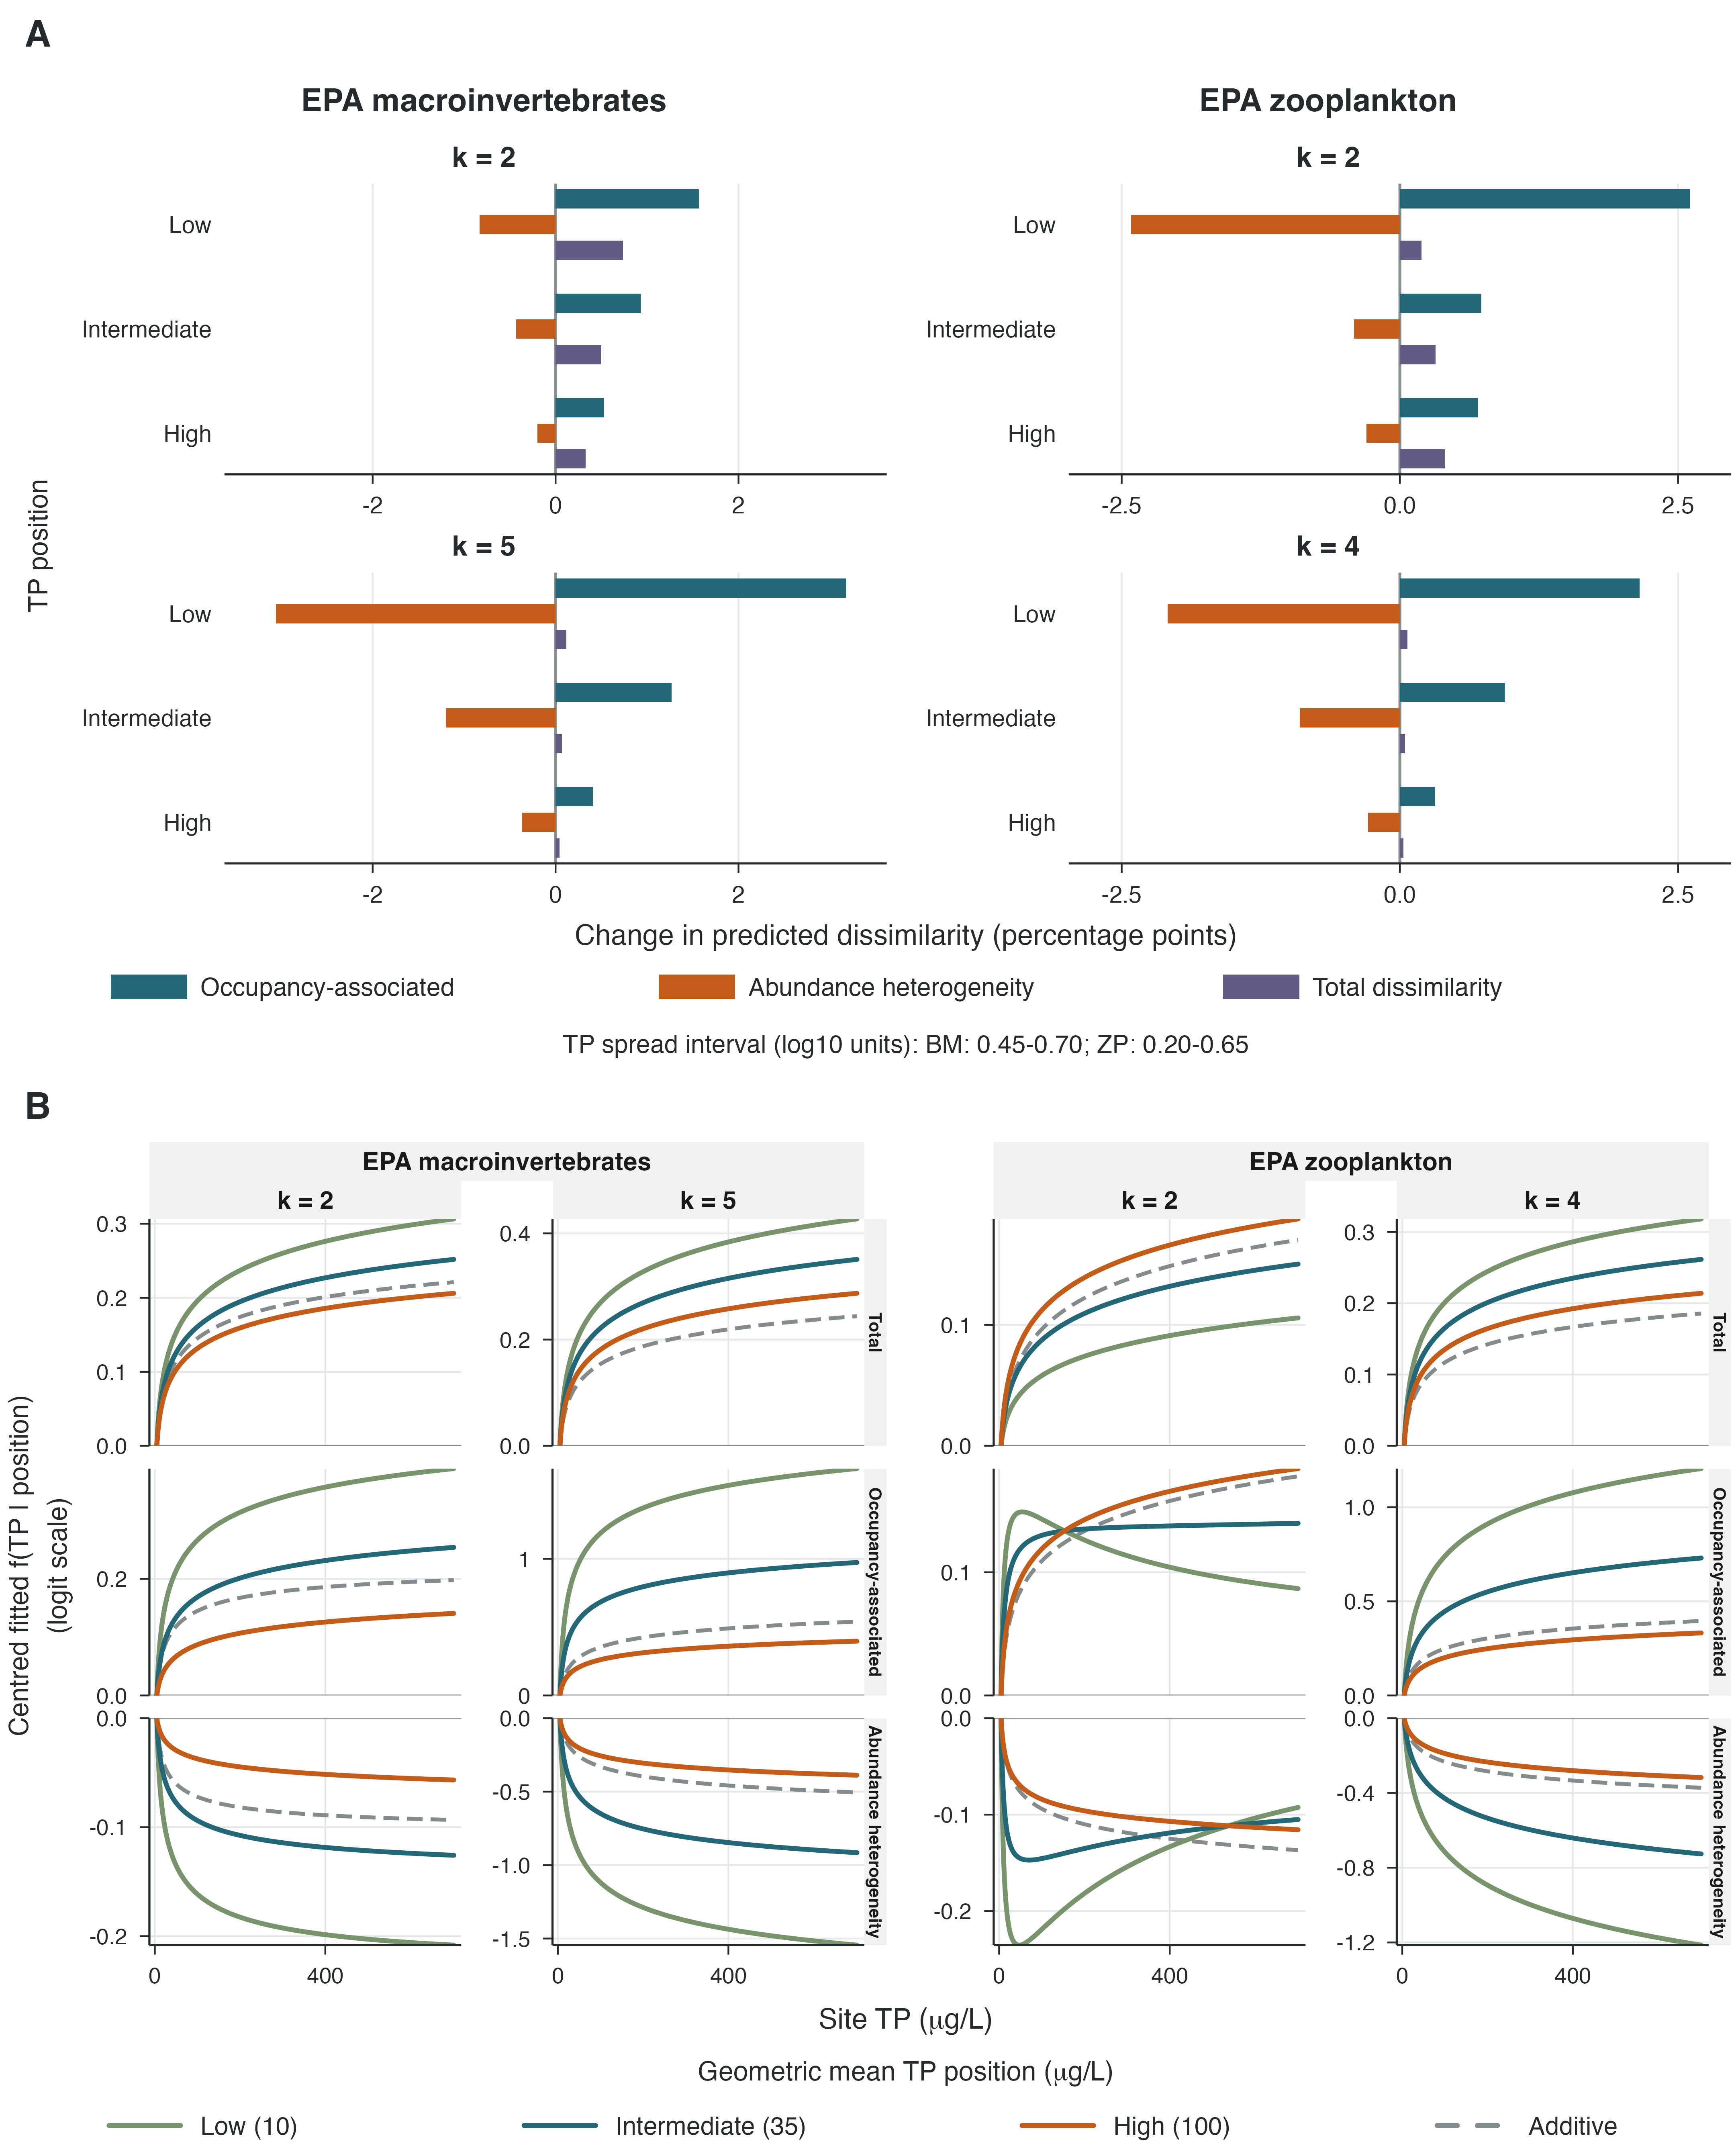 A
EPA macroinvertebrates
EPA zooplankton
k = 2
k = 2
Low
Intermediate
High
-2
0
2
Low
Intermediate
High
-2.5
0.0
2.5
TP position
k = 5
k = 4
Low
Intermediate
High
-2
0
2
Low
Intermediate
High
-2.5
0.0
2.5
Change in predicted dissimilarity (percentage points)
Occupancy-associated
Abundance heterogeneity
Total dissimilarity
TP spread interval (log10 units): BM: 0.45-0.70; ZP: 0.20-0.65
B
EPA macroinvertebrates
EPA zooplankton
k = 2
k = 5
k = 2
k = 4
Centred fitted f(TP | position)
(logit scale)
0.3
0.2
0.1
0.0
0.4
0.2
0.0
Total
0.1
0.0
0.3
0.2
0.1
0.0
Total
0.2
0.0
1
0
Occupancy-associated
0.1
0.0
1.0
0.5
0.0
Occupancy-associated
0.0
-0.1
-0.2
0.0
-0.5
-1.0
-1.5
Abundance heterogeneity
0.0
-0.1
-0.2
0.0
-0.4
-0.8
-1.2
Abundance heterogeneity
0
400
0
400
0
400
0
400
Site TP (μg/L)
Geometric mean TP position (μg/L)
Low (10)
Intermediate (35)
High (100)
Additive